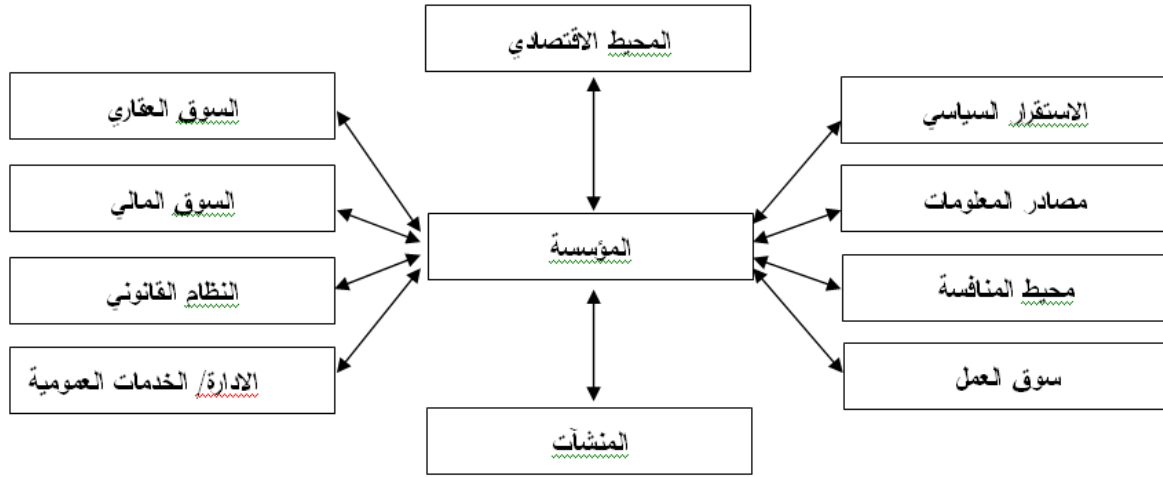 المحيط الاقتصادي
الاستقرار السياسي
السوق العقاري
مصادر المعلومات
السوق المالي
المؤسسة
محيط المنافسة
النظام القانوني
سوق العمل
الادارة/ الخدمات العمومية
المنشآت